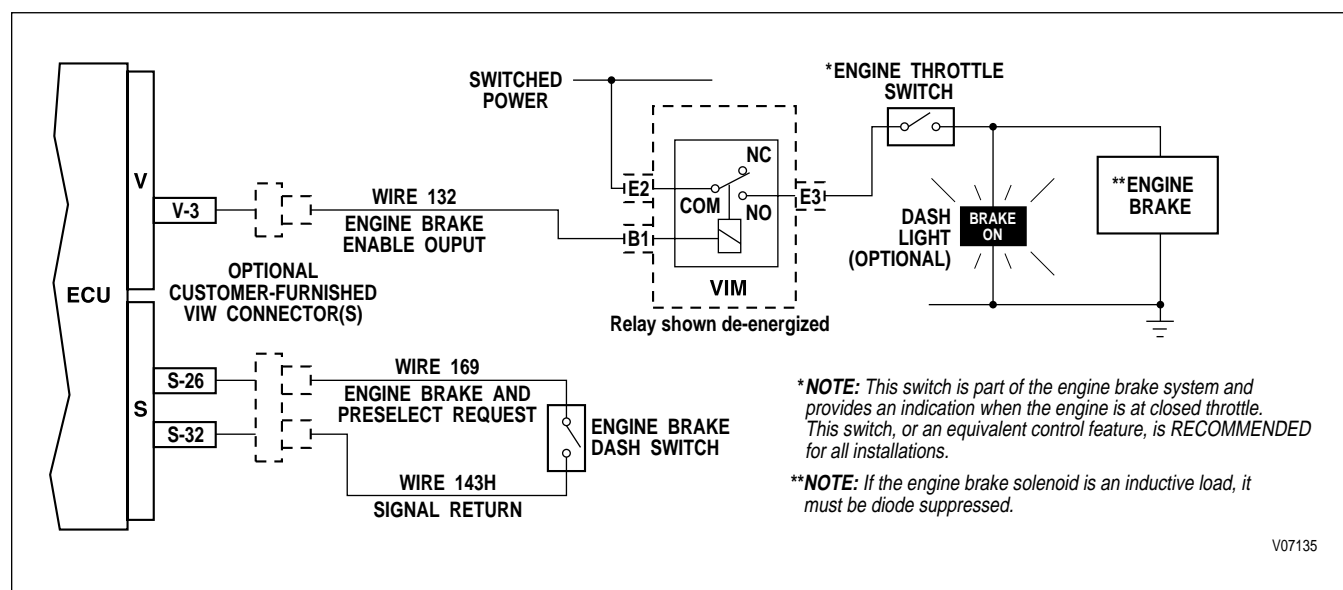 SWITCHED
POWER
*ENGINE THROTTLE
SWITCH
V
V-3
WIRE 132
ENGINE BRAKE
ENABLE OUPUT
E2
B1
NC
COM
NO
E3
VIM
Relay shown de-energized
DASH
LIGHT
(OPTIONAL)
BRAKE
ON
**ENGINE
BRAKE
ECU
OPTIONAL
CUSTOMER-FURNISHED
VIW CONNECTOR(S)
S
S-26
S-32
WIRE 169
ENGINE BRAKE AND
PRESELECT REQUEST
ENGINE BRAKE
DASH SWITCH
WIRE 143H
SIGNAL RETURN
*NOTE: This switch is part of the engine brake system and
provides an indication when the engine is at closed throttle.
This switch, or an equivalent control feature, is RECOMMENDED
for all installations.
**NOTE: If the engine brake solenoid is an inductive load, it
must be diode suppressed.
V07135